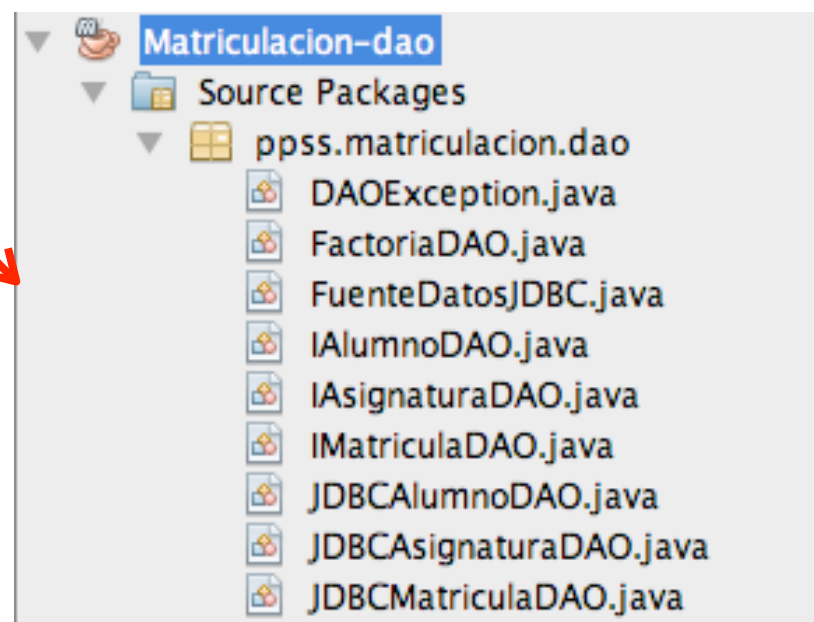 Matriculacion-dao
Source Packages
ppss.matriculacion.dao
DAOException.java
FactoriaDAO.java
FuenteDatosJDBC.java
IAlumnoDAO.java
IAsignaturaDAO.java
IMatriculaDAO.java
JDBCAlumnoDAO.java
JDBCAsignaturaDAO.java
JDBCMatriculaDAO.java